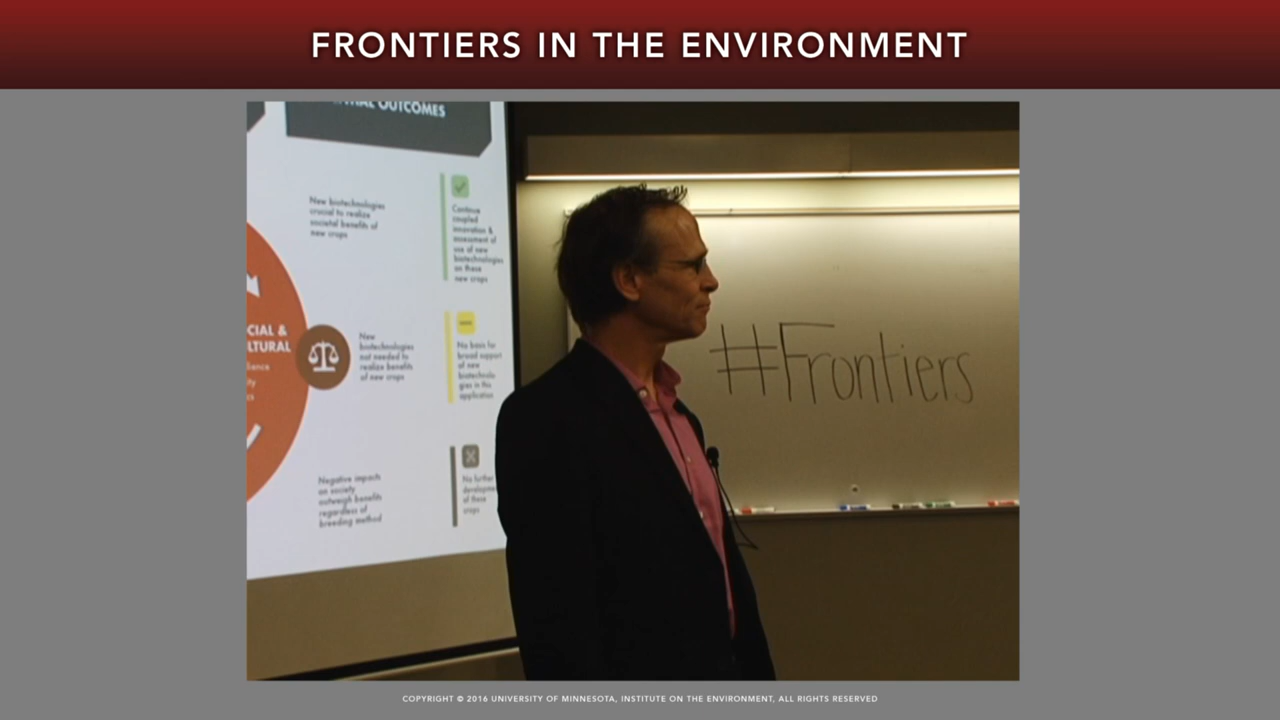 FRONTIERS IN THE ENVIRONMENT
OUTCOMES
New biotechnologies
crucial to realize
societal benefits of
new crops
Continue
coupled
innovation &
assessment of
use of new
biotechnologies
on these
new crops
CIAL &
LTURAL
New
biotechnologies
not needed to
realize benefits
of new crops
No basis for
broad support
of new
biotechnolo
gies in this
application
Negative impacts
on society
outweigh benefits
regardless of
breeding method
No further
developm
of these
crops
#Frontiers
COPYRIGHT © 2016 UNIVERSITY OF MINNESOTA, INSTITUTE ON THE ENVIRONMENT, ALL RIGHTS RESERVED